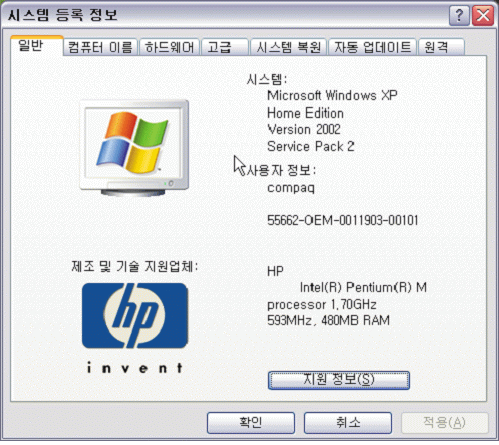 시스템 등록 정보
일반 컴퓨터 이름 하드웨어 고급 시스템 복원 자동 업데이트 원격
시스템:
Microsoft Windows XP
Home Edition
Version 2002
Service Pack 2
사용자 정보:
compaq
55662-OEM-0011903-00101
제조 및 기술 지원업체:
hp
invent
HP
Intel(R) Pentium(R) M
processor 1.70GHz
593MHz, 480MB RAM
지원 정보(S)
확인 취소 적용(A)